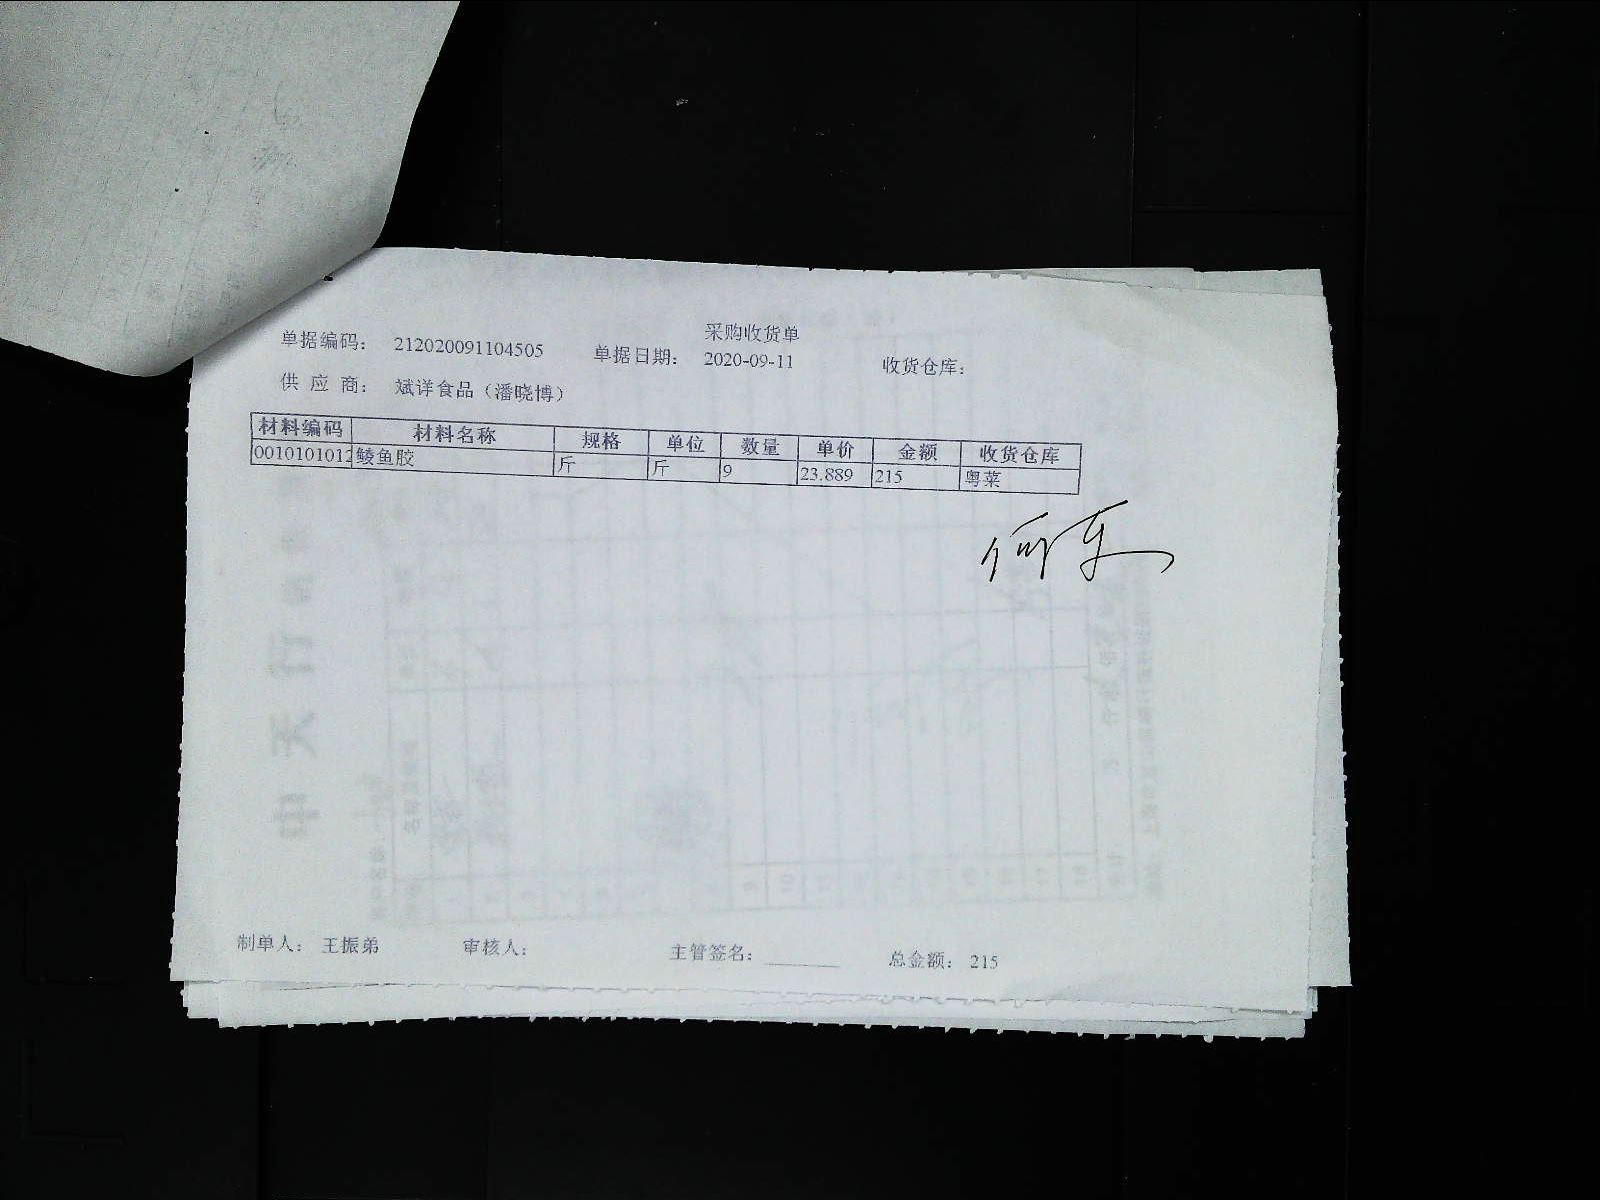 采购收货单
单据编码: 212020091104505 单据日期: 2020-09-11 收货仓库:
供 应 商: 斌洋食品（潘晓博）
材料编码 材料名称 规格 单位 数量 单价 金额 收货仓库
0010101012 鲮鱼胶 斤 斤 9 23.889 215 粤菜
制单人: 王振弟 审核人: 主管签名: 总金额: 215